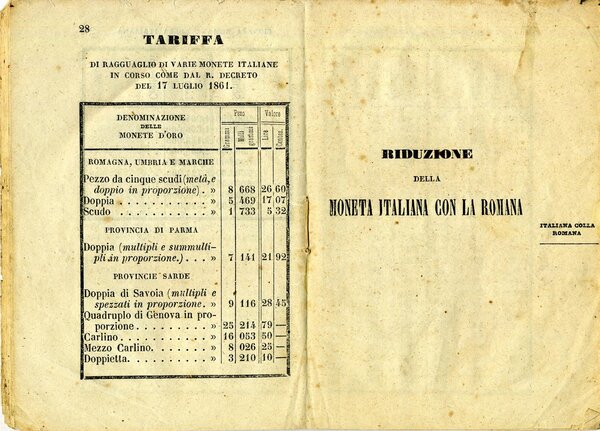 28
TARIFFA
DI RAGGUAGLIO DI VARIE MONETE ITALIANE
IN CORSO COME DAL R. DECRETO
DEL 17 LUGLIO 1861.
DENOMINAZIONE
DELLE
MONETE D'ORO
Peso Valore
Lire
ROMAGNA, UMBRIA E MARCHE
Pezzo da cinque scudi (metà, e
doppio in proporzione). » 8 668 26 60
Doppia . . . . . . . . . . . » 5 469 17 07
Scudo . . . . . . . . . . . » 1 733 5 32
PROVINCIA DI PARMA
Doppia (multipli e summulti-
pli in proporzione.) . . . » 7 141 21 92
PROVINCIE SARDE
Doppia di Savoia (multipli e
spezzati in proporzione . » 9 116 28 45
Quadruplo di Genova in pro-
porzione . . . . . . . . . » 25 214 79 —
Carlino . . . . . . . . . . » 16 053 50 —
Mezzo Carlino. . . . . . . » 8 026 25 —
Doppietta. . . . . . . . . » 3 210 10 —
RIDUZIONE
DELLA
MONETA ITALIANA CON LA ROMANA
ITALIANA COLLA
ROMANA